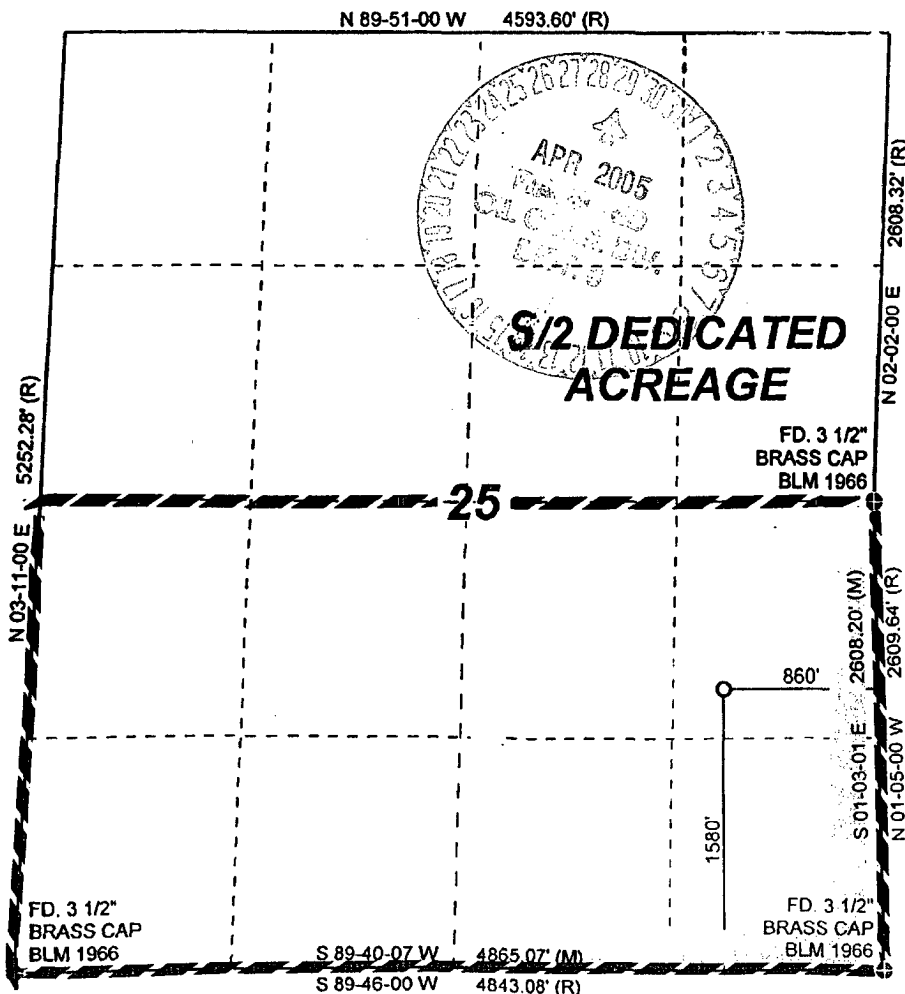 N 89-51-00 W 4593.60' (R)
APR 2005
2608.32' (R)
N 02-02-00 E
S/2 DEDICATED
ACREAGE
FD. 3 1/2"
BRASS CAP
BLM 1966
5252.28' (R)
N 03-11-00 E
25
S 01-03-01 E 2608.20' (M)
N 01-05-00 W 2609.64' (R)
860'
1580'
FD. 3 1/2"
BRASS CAP
BLM 1966
FD. 3 1/2"
BRASS CAP
BLM 1966
S 89-40-07 W 4865.07' (M)
S 89-46-00 W 4843.08' (R)